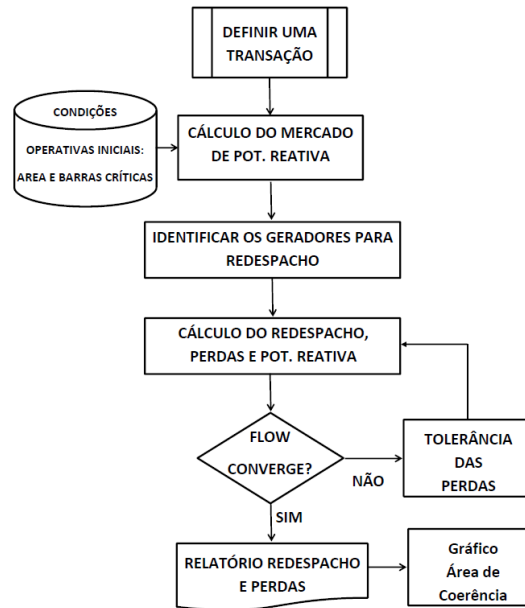 DEFINIR UMA
TRANSAÇÃO
CONDIÇÕES
OPERATIVAS INICIAIS:
AREA E BARRAS CRÍTICAS
CÁLCULO DO MERCADO
DE POT. REATIVA
IDENTIFICAR OS GERADORES PARA
REDESPACHO
CÁLCULO DO REDESPACHO,
PERDAS E POT. REATIVA
FLOW
CONVERGE?
NÃO
TOLERÂNCIA
DAS
PERDAS
SIM
RELATÓRIO REDESPACHO
E PERDAS
Gráfico
Área de
Coerência